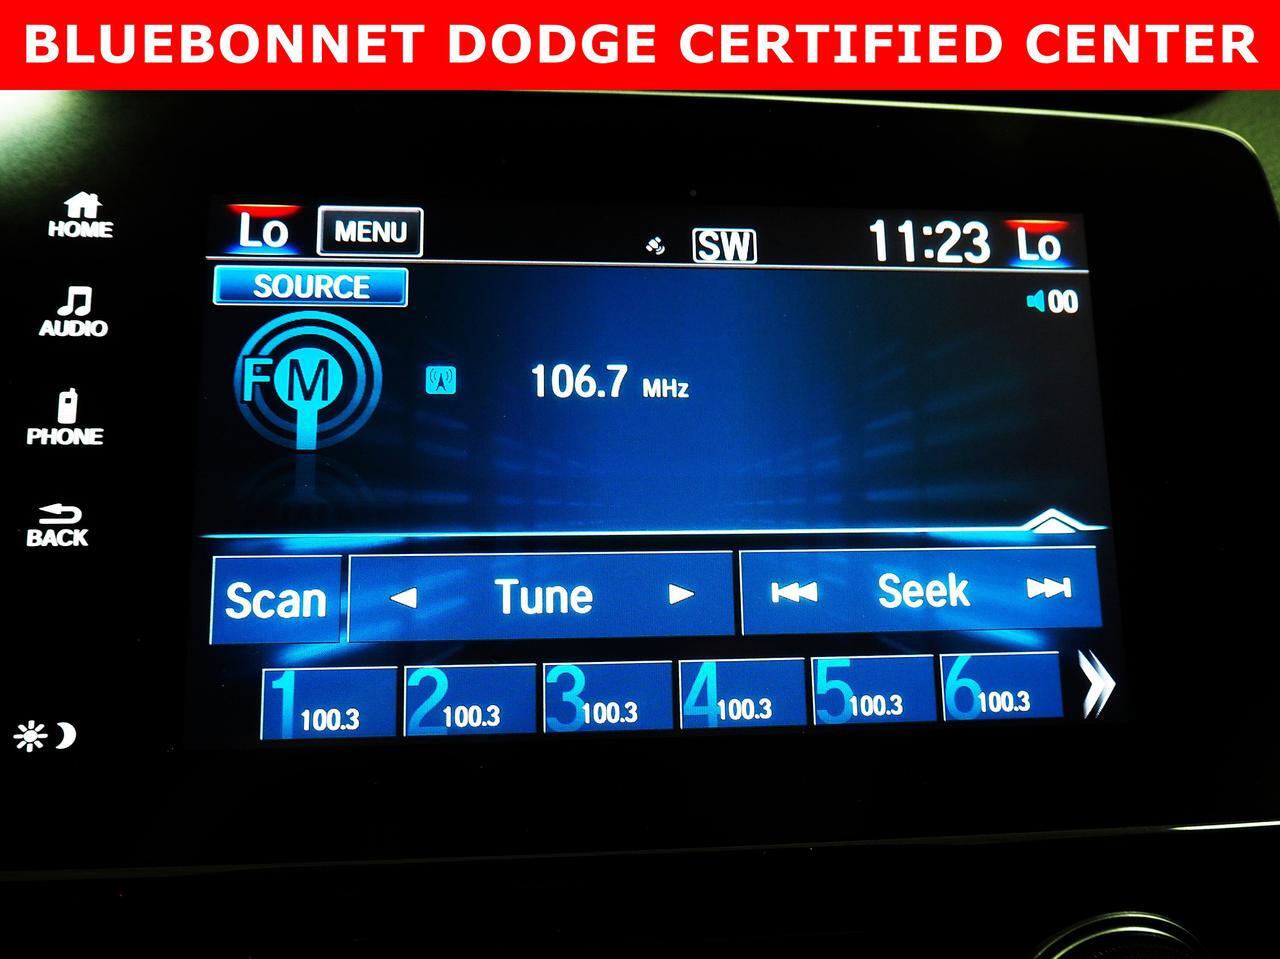 BLUEBONNET DODGE CERTIFIED CENTER
HOME
AUDIO
PHONE
BACK
Lo MENU SW 11:23 Lo
SOURCE
00
FM
106.7 MHz
Scan Tune Seek
1 100.3 2 100.3 3 100.3 4 100.3 5 100.3 6 100.3